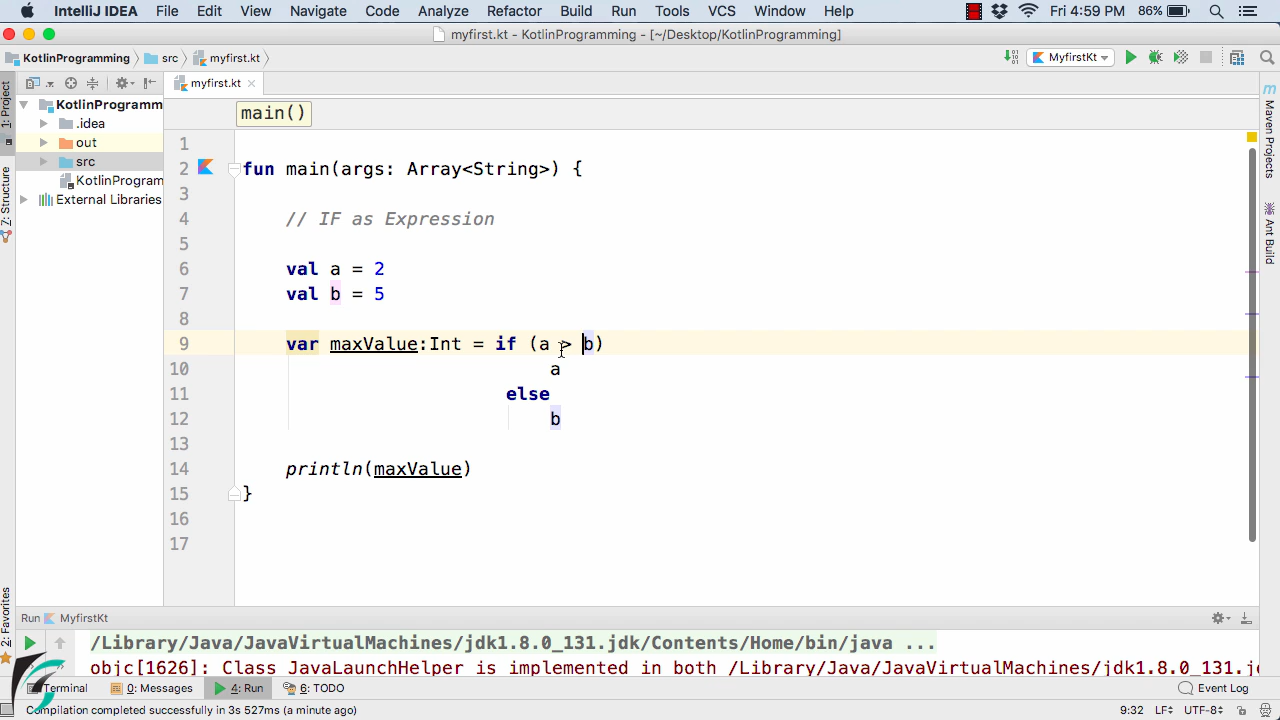 IntelliJ IDEA File Edit View Navigate Code Analyze Refactor Build Run Tools VCS Window Help Fri 4:59 PM 86%
myfirst.kt - KotlinProgramming - [~/Desktop/KotlinProgramming]
KotlinProgramming src myfirst.kt MyfirstKt
myfirst.kt
1: Project
KotlinProgramm
.idea
out
src
KotlinProgram
External Libraries
7: Structure
2: Favorites
Maven Projects
Ant Build
main()
1
2 fun main(args: Array<String>) {
3
4 // IF as Expression
5
6 val a = 2
7 val b = 5
8
9 var maxValue:Int = if (a > b)
10 a
11 else
12 b
13
14 println(maxValue)
15 }
16
17
Run MyfirstKt
/Library/Java/JavaVirtualMachines/jdk1.8.0_131.jdk/Contents/Home/bin/java ...
objc[1626]: Class JavaLaunchHelper is implemented in both /Library/Java/JavaVirtualMachines/jdk1.8.0_131.jd
Terminal 0: Messages 4: Run 6: TODO Event Log
Compilation completed successfully in 3s 527ms (a minute ago) 9:32 LF UTF-8